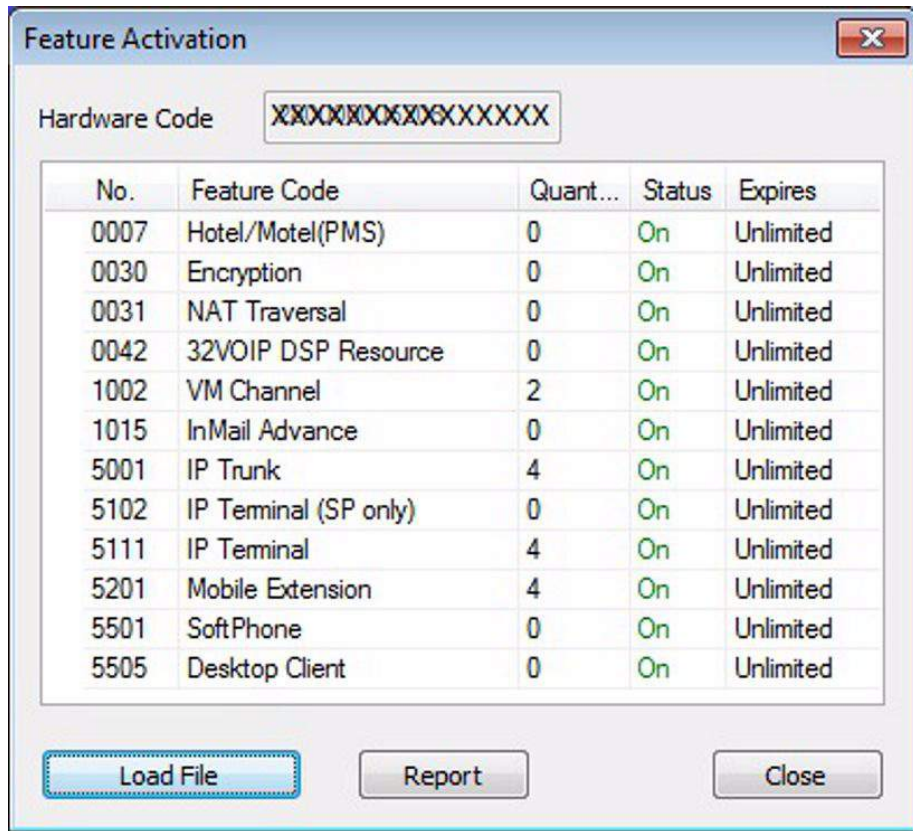 Feature Activation
Hardware Code XXXXXXXXXXXXXXX
No. Feature Code Quant... Status Expires
0007 Hotel/Motel(PMS) 0 On Unlimited
0030 Encryption 0 On Unlimited
0031 NAT Traversal 0 On Unlimited
0042 32VOIP DSP Resource 0 On Unlimited
1002 VM Channel 2 On Unlimited
1015 InMail Advance 0 On Unlimited
5001 IP Trunk 4 On Unlimited
5102 IP Terminal (SP only) 0 On Unlimited
5111 IP Terminal 4 On Unlimited
5201 Mobile Extension 4 On Unlimited
5501 SoftPhone 0 On Unlimited
5505 Desktop Client 0 On Unlimited
Load File Report Close